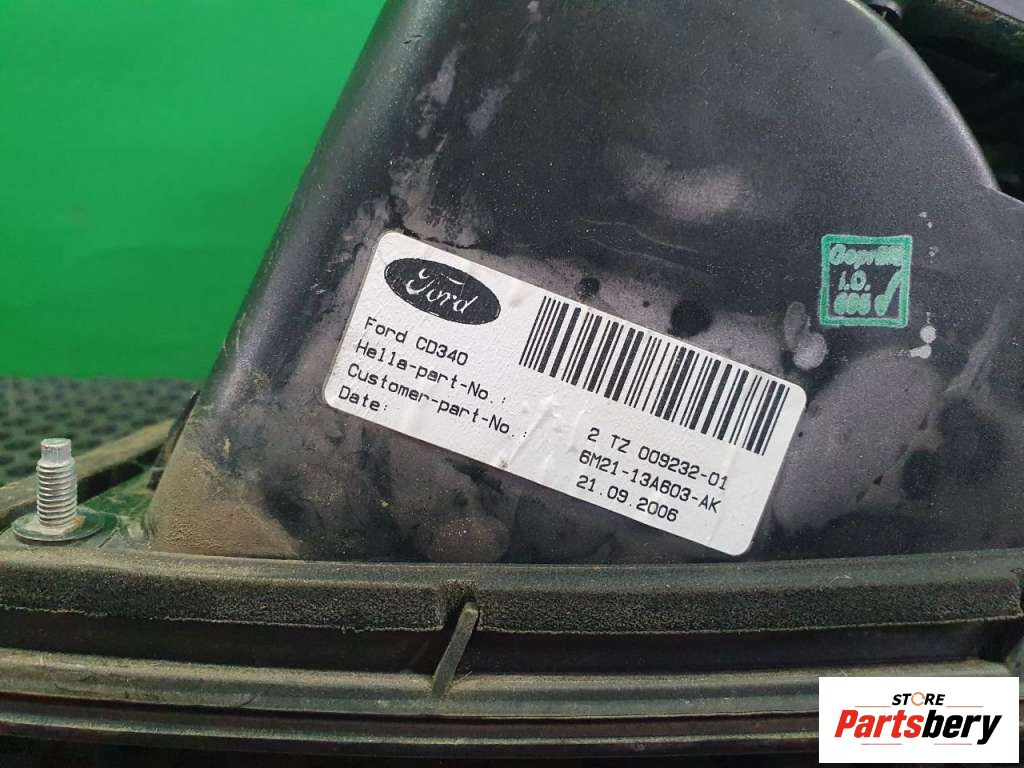 Ford
Ford CD340
Hella-part-No.: 2 TZ 009232-01
Customer-part-No.: 6M21-13A603-AK
Date: 21.09.2006
i.O.
STORE
Partsbery